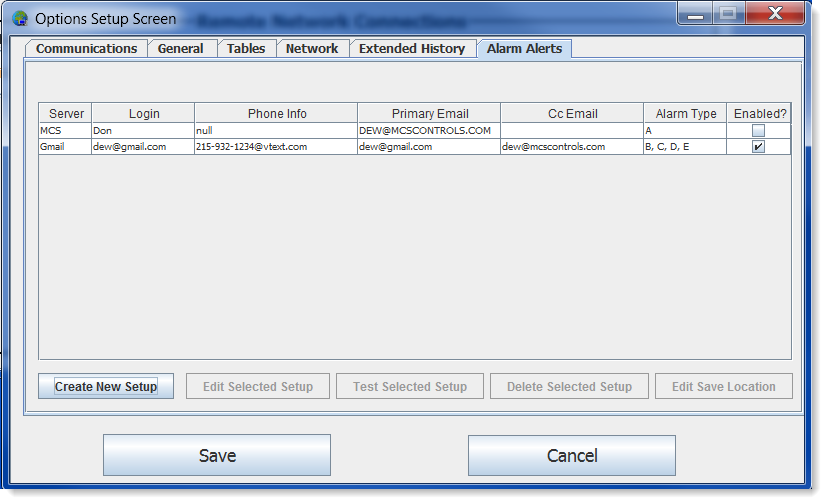 Options Setup Screen
Remote Network Connections
Communications General Tables Network Extended History Alarm Alerts
Server Login Phone Info Primary Email Cc Email Alarm Type Enabled?
MCS Don null DEW@MCSCONTROLS.COM A
Gmail dew@gmail.com 215-932-1234@vtext.com dew@gmail.com dew@mcscontrols.com B, C, D, E
Create New Setup Edit Selected Setup Test Selected Setup Delete Selected Setup Edit Save Location
Save Cancel